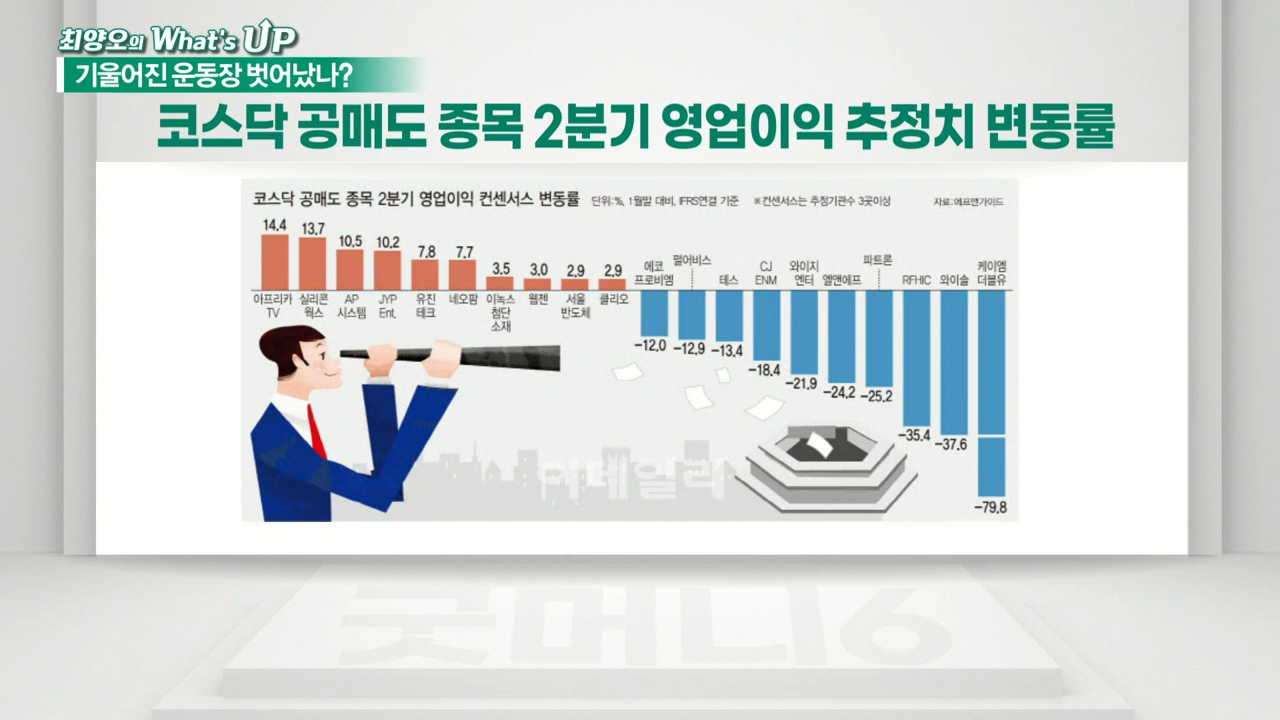 최양오의 What's UP
기울어진 운동장 벗어났나?
코스닥 공매도 종목 2분기 영업이익 추정치 변동률
코스닥 공매도 종목 2분기 영업이익 컨센서스 변동률 단위:%, 1월말 대비, IFRS연결 기준 ※컨센서스는 추정기관수 3곳이상 자료:에프앤가이드
14.4 13.7 10.5 10.2 7.8 7.7 3.5 3.0 2.9 2.9
아프리카 실리콘 AP JYP 유진 네오팜 이녹스 웹젠 서울 클리오
TV 웍스 시스템 Ent. 테크 첨단 반도체
소재
에코 펄어비스 CJ 와이지 파트론 케이엠
프로비엠 테스 ENM 엔터 엘앤에프 RFHIC 와이솔 더블유
-12.0 -12.9 -13.4 -18.4 -21.9 -24.2 -25.2 -35.4 -37.6 -79.8
이데일리
굿머니6